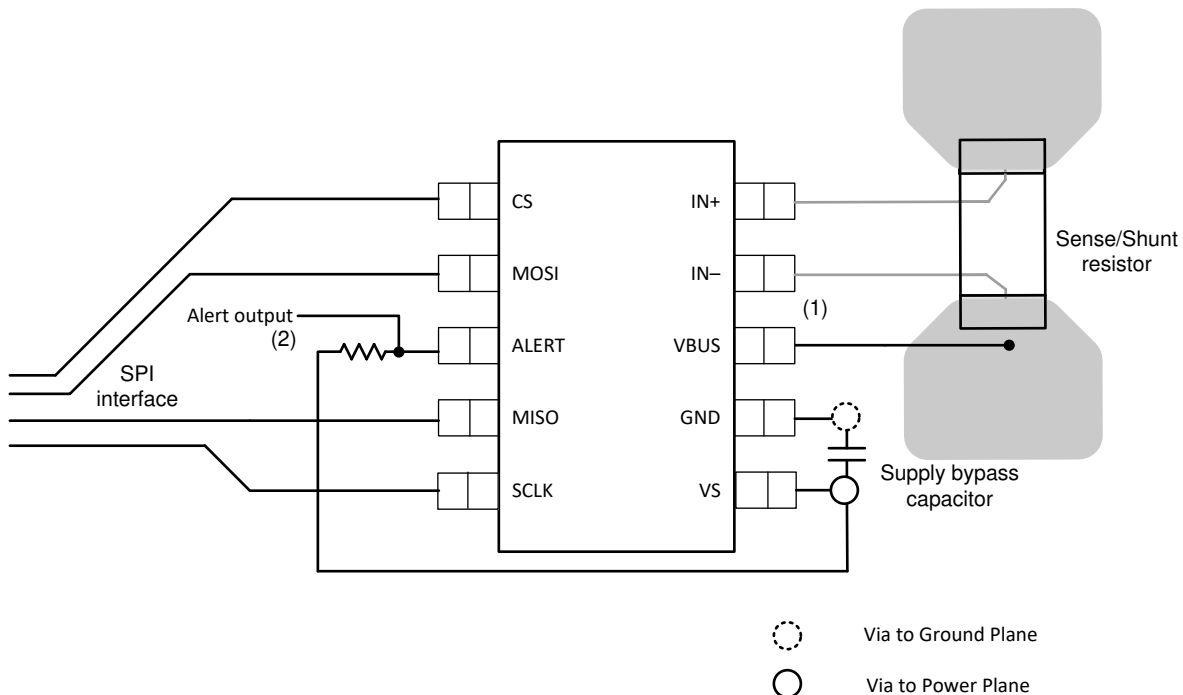 CS
MOSI
ALERT
MISO
SCLK
IN+
IN–
VBUS
GND
VS
(1)
Alert output
(2)
SPI
interface
Sense/Shunt
resistor
Supply bypass
capacitor
Via to Ground Plane
Via to Power Plane